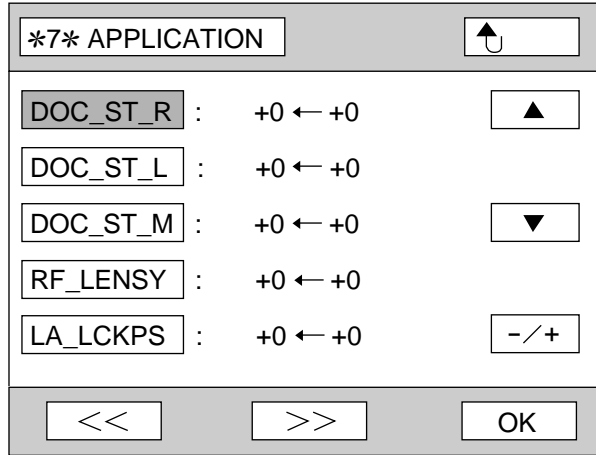 *7* APPLICATION
DOC_ST_R : +0 ← +0 ▲
DOC_ST_L : +0 ← +0
DOC_ST_M : +0 ← +0 ▼
RF_LENSY : +0 ← +0
LA_LCKPS : +0 ← +0 -/+
<< >> OK